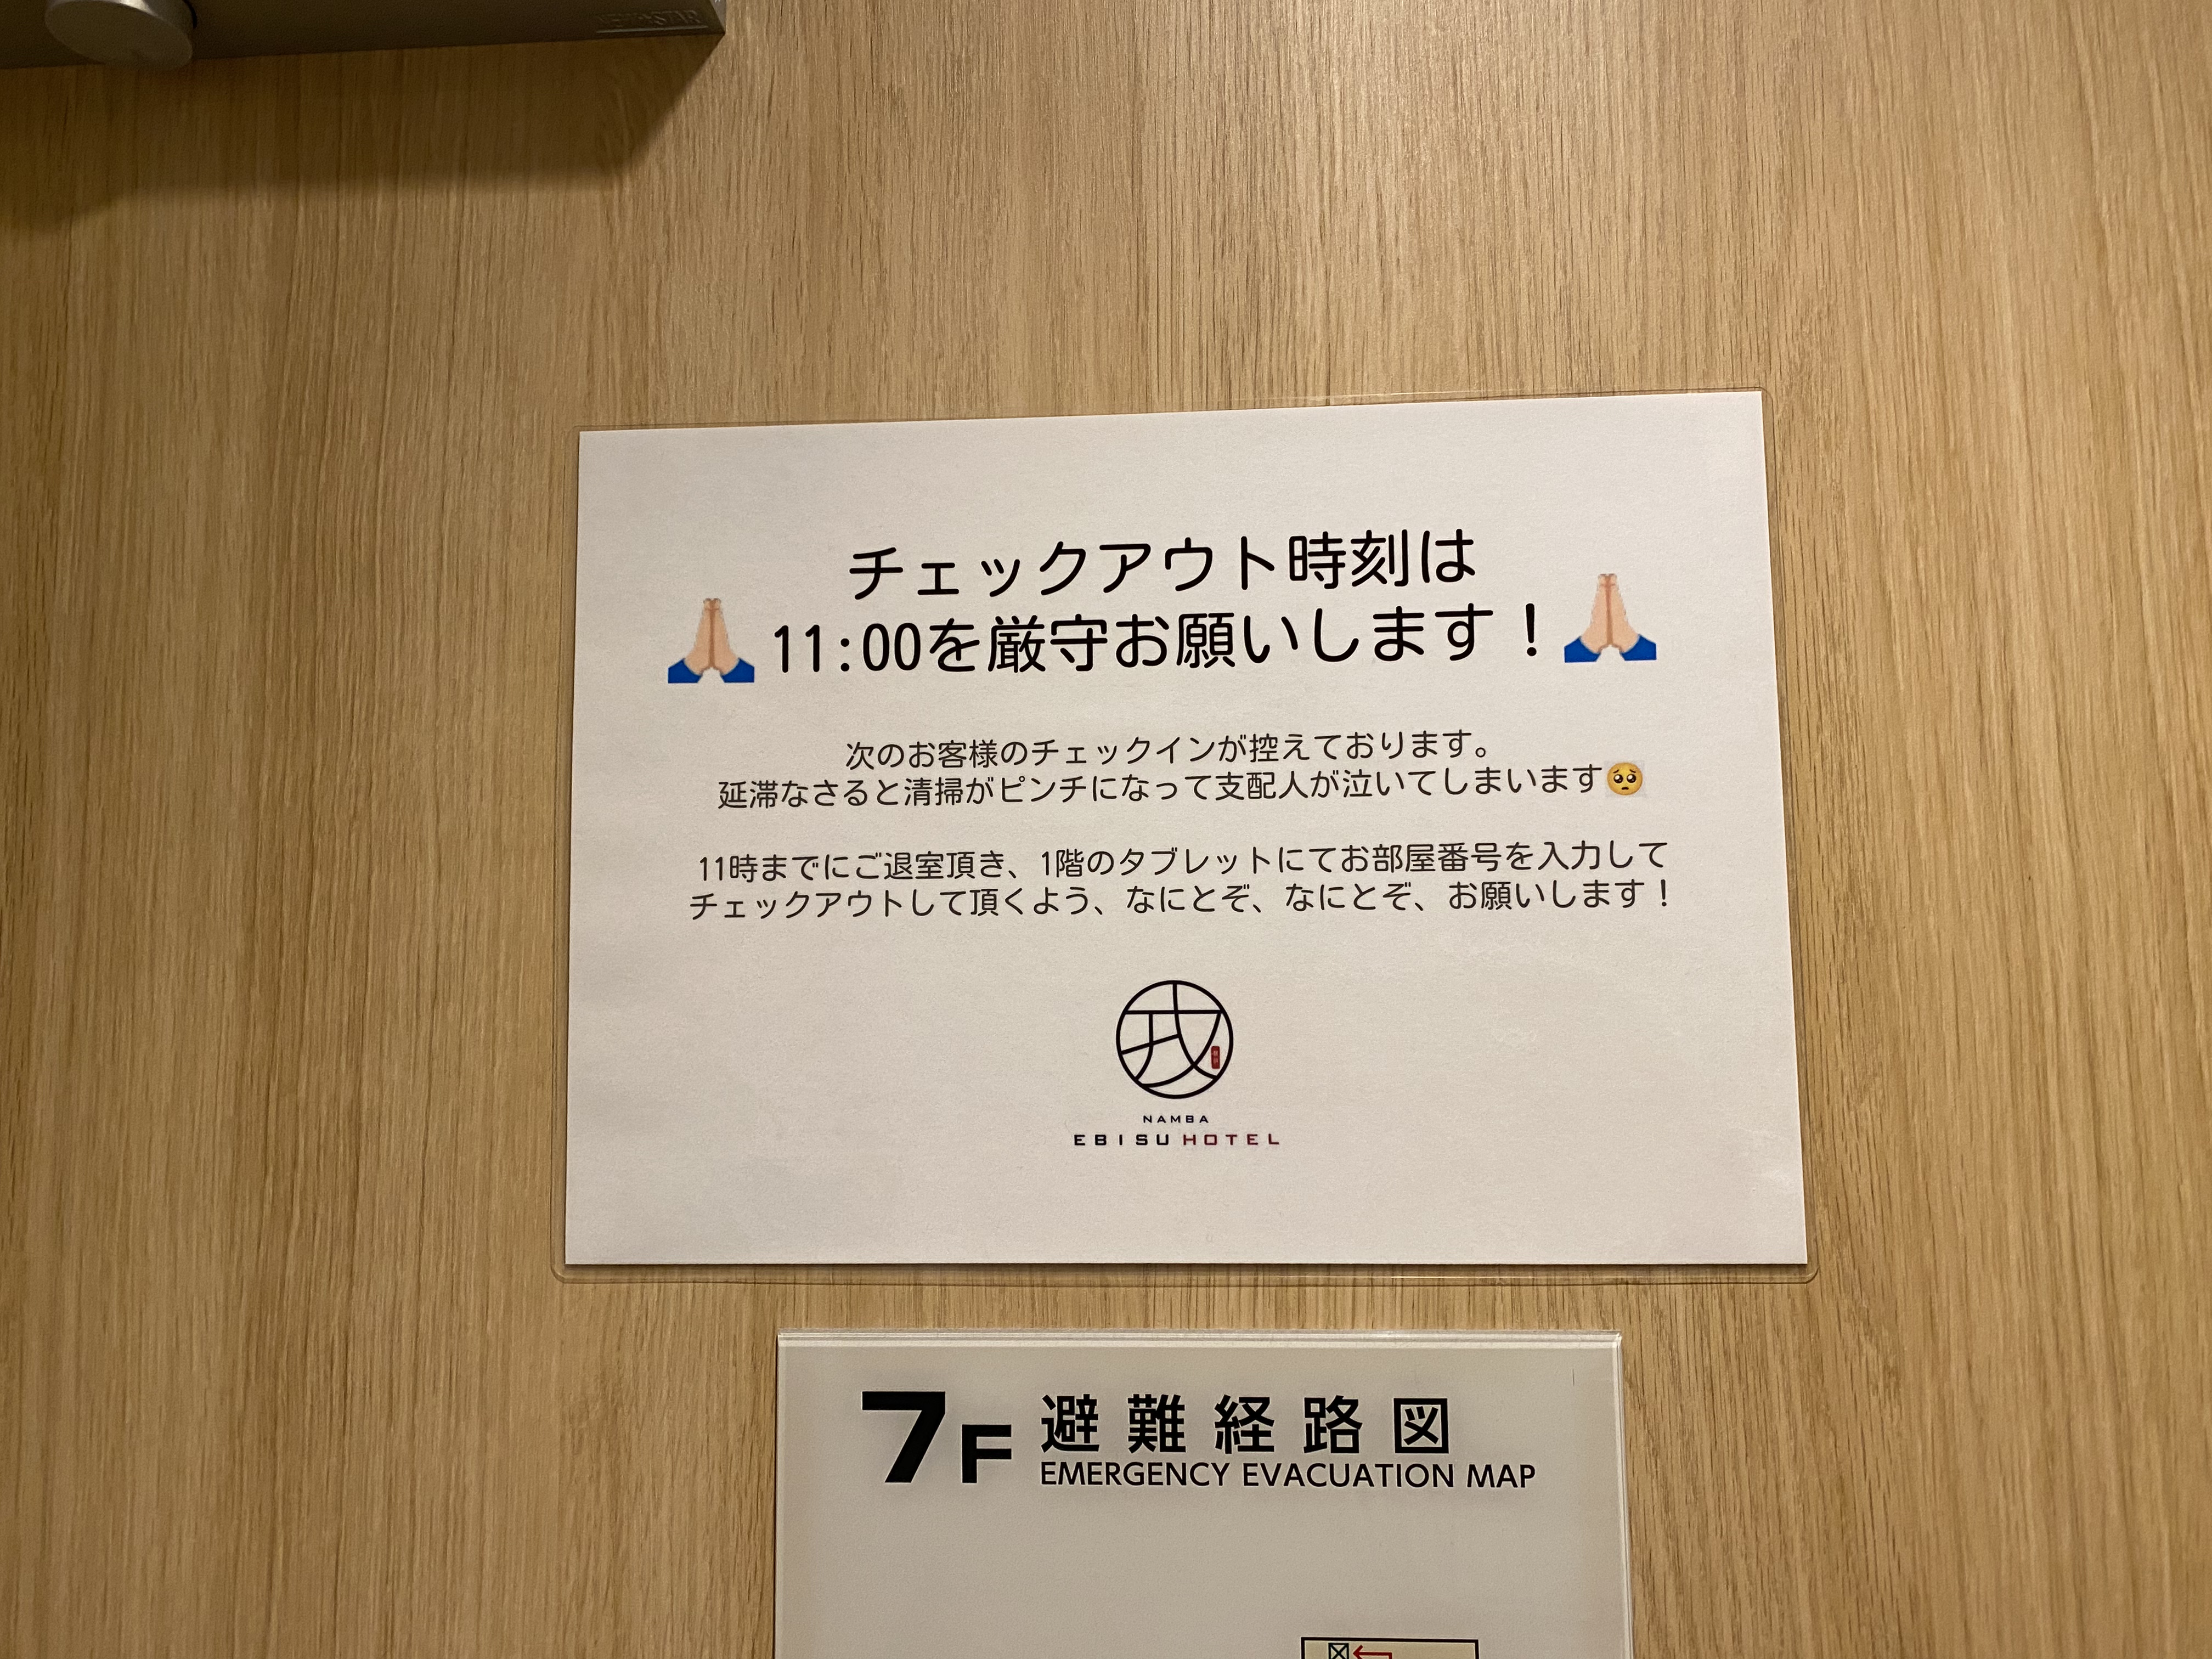 NEW★STAR
チェックアウト時刻は
🙏🏻11:00を厳守お願いします！🙏🏻
次のお客様のチェックインが控えております。
延滞なさると清掃がピンチになって支配人が泣いてしまいます🥺
11時までにご退室頂き、1階のタブレットにてお部屋番号を入力して
チェックアウトして頂くよう、なにとぞ、なにとぞ、お願いします！
戎
NAMBA
EBISU HOTEL
7F 避難経路図
EMERGENCY EVACUATION MAP